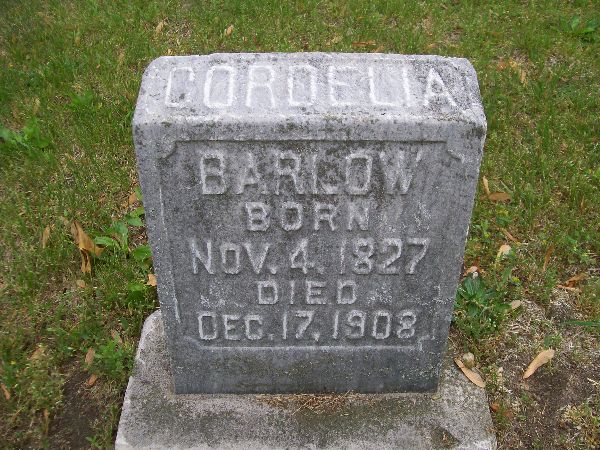 CORDELIA
BARLOW
BORN
NOV. 4. 1827
DIED
DEC. 17, 1908